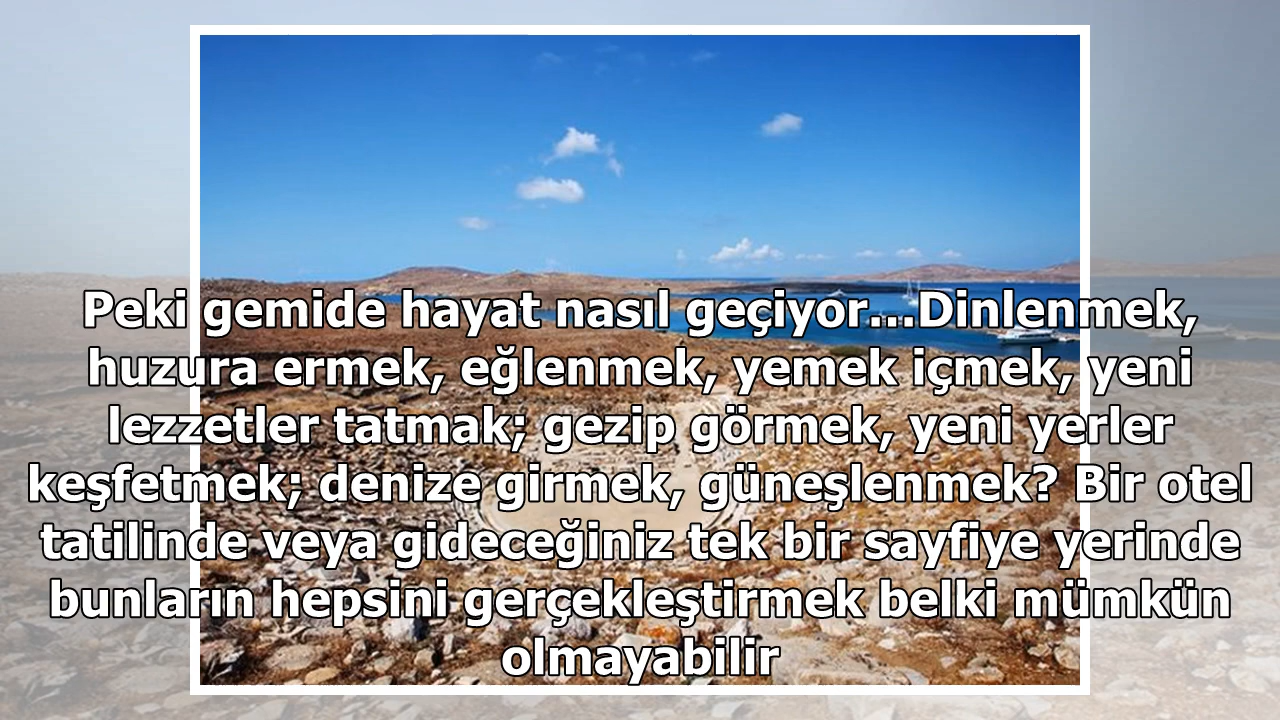 Peki gemide hayat nasıl geçiyor...Dinlenmek,
huzura ermek, eğlenmek, yemek içmek, yeni
lezzetler tatmak; gezip görmek, yeni yerler
keşfetmek; denize girmek, güneşlenmek? Bir otel
tatilinde veya gideceğiniz tek bir sayfiye yerinde
bunların hepsini gerçekleştirmek belki mümkün
olmayabilir